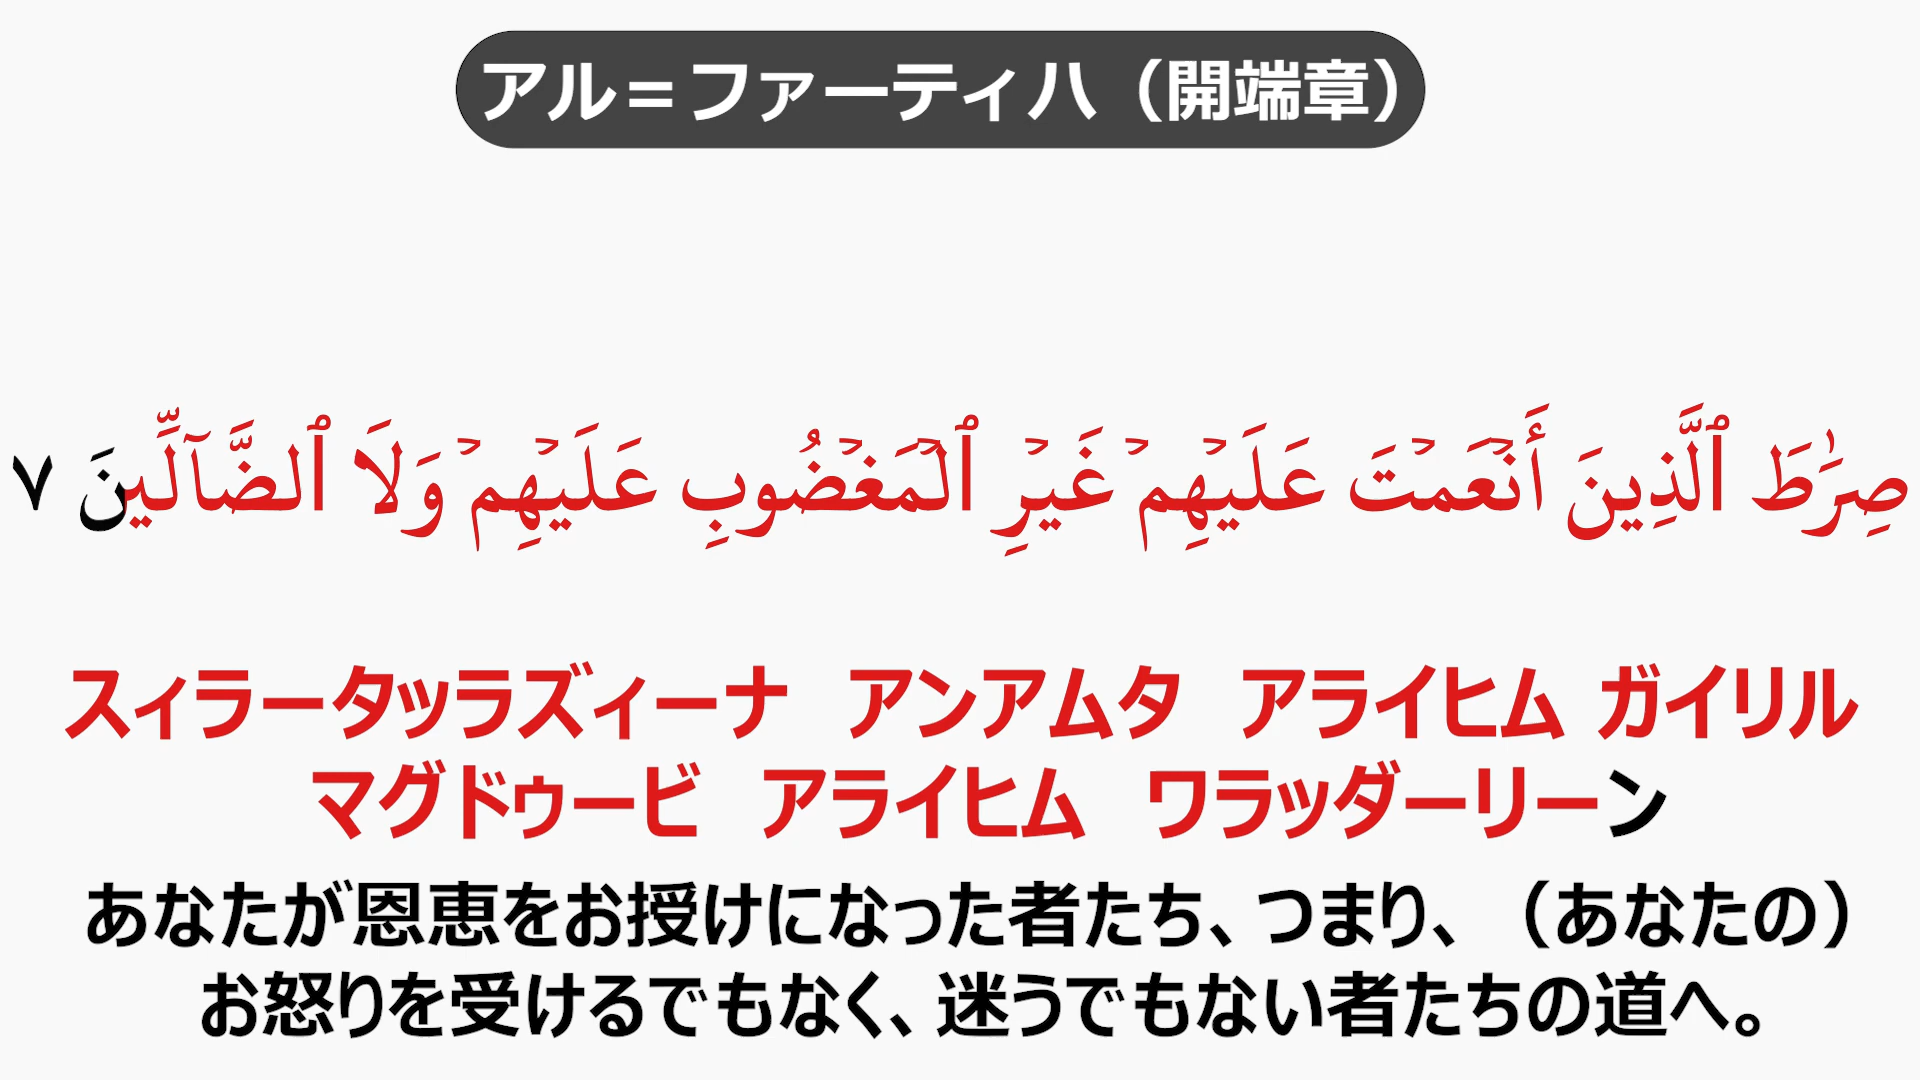 アル＝ファーティハ（開端章）
صِرَٰطَ ٱلَّذِينَ أَنۡعَمۡتَ عَلَيۡهِمۡ غَيۡرِ ٱلۡمَغۡضُوبِ عَلَيۡهِمۡ وَلَا ٱلضَّآلِّينَ ٧
スィラータッラズィーナ　アンアムタ　アライヒム ガイリル
マグドゥービ　アライヒム　ワラッダーリーン
あなたが恩恵をお授けになった者たち、つまり、（あなたの）
お怒りを受けるでもなく、迷うでもない者たちの道へ。